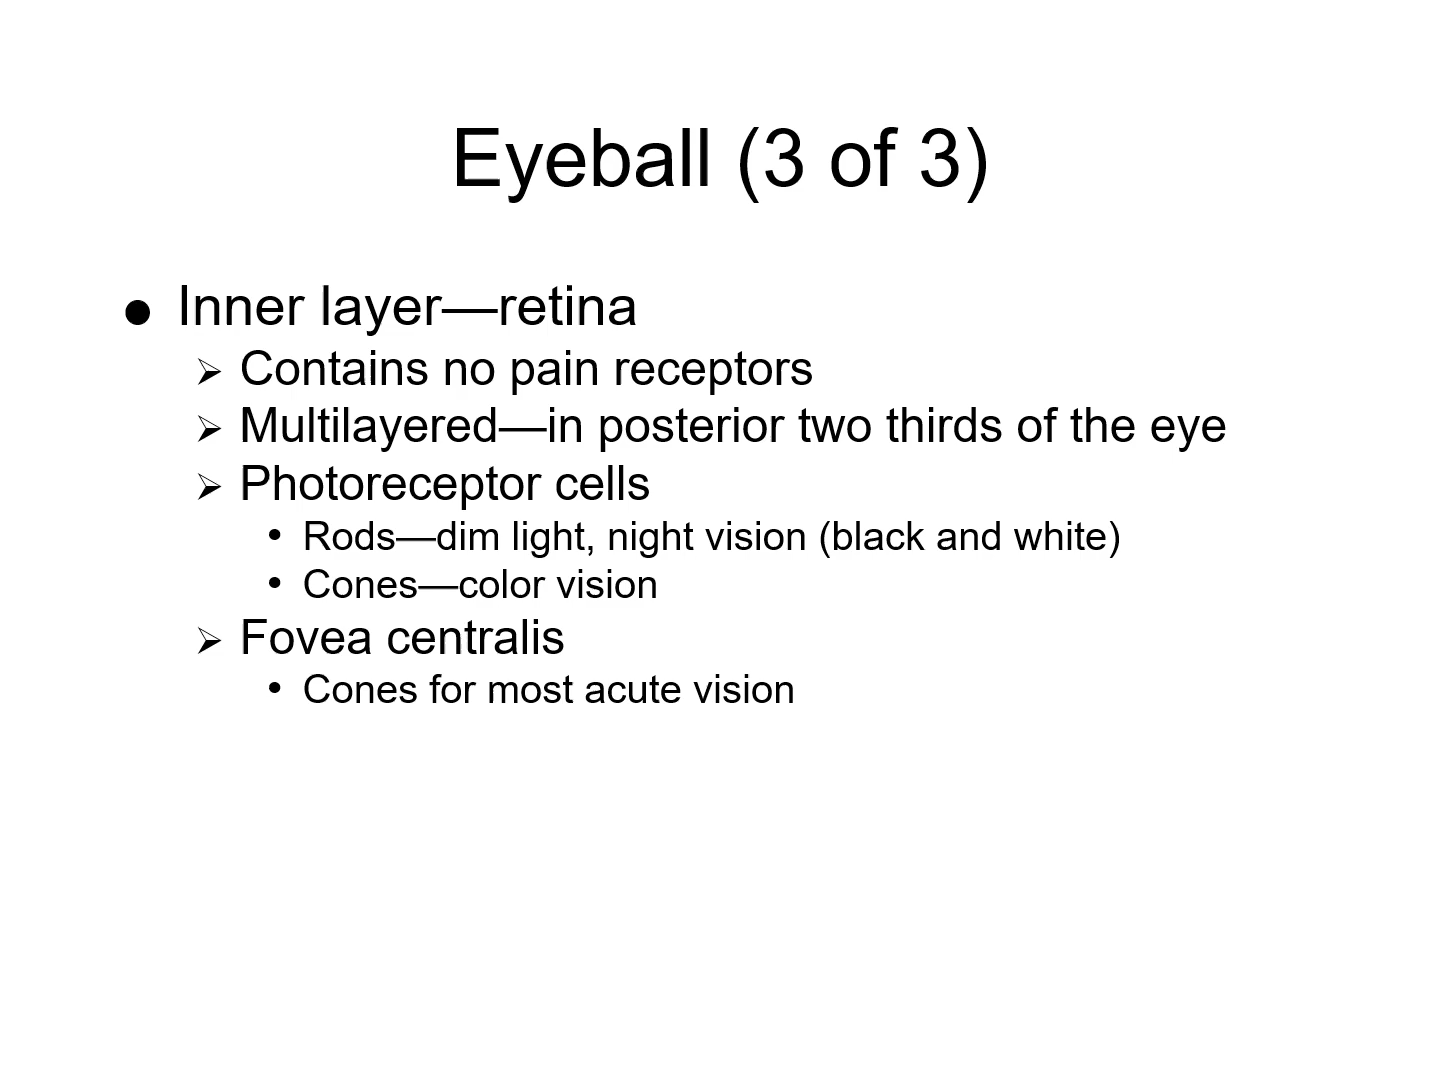 Eyeball (3 of 3)
● Inner layer—retina
➢ Contains no pain receptors
➢ Multilayered—in posterior two thirds of the eye
➢ Photoreceptor cells
• Rods—dim light, night vision (black and white)
• Cones—color vision
➢ Fovea centralis
• Cones for most acute vision